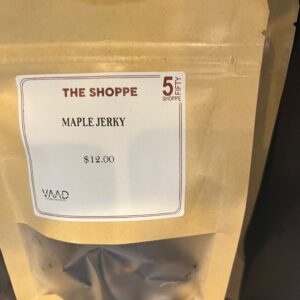 THE SHOPPE
5 FIFTY
SHOPPE
MAPLE JERKY
$12.00
VAAD